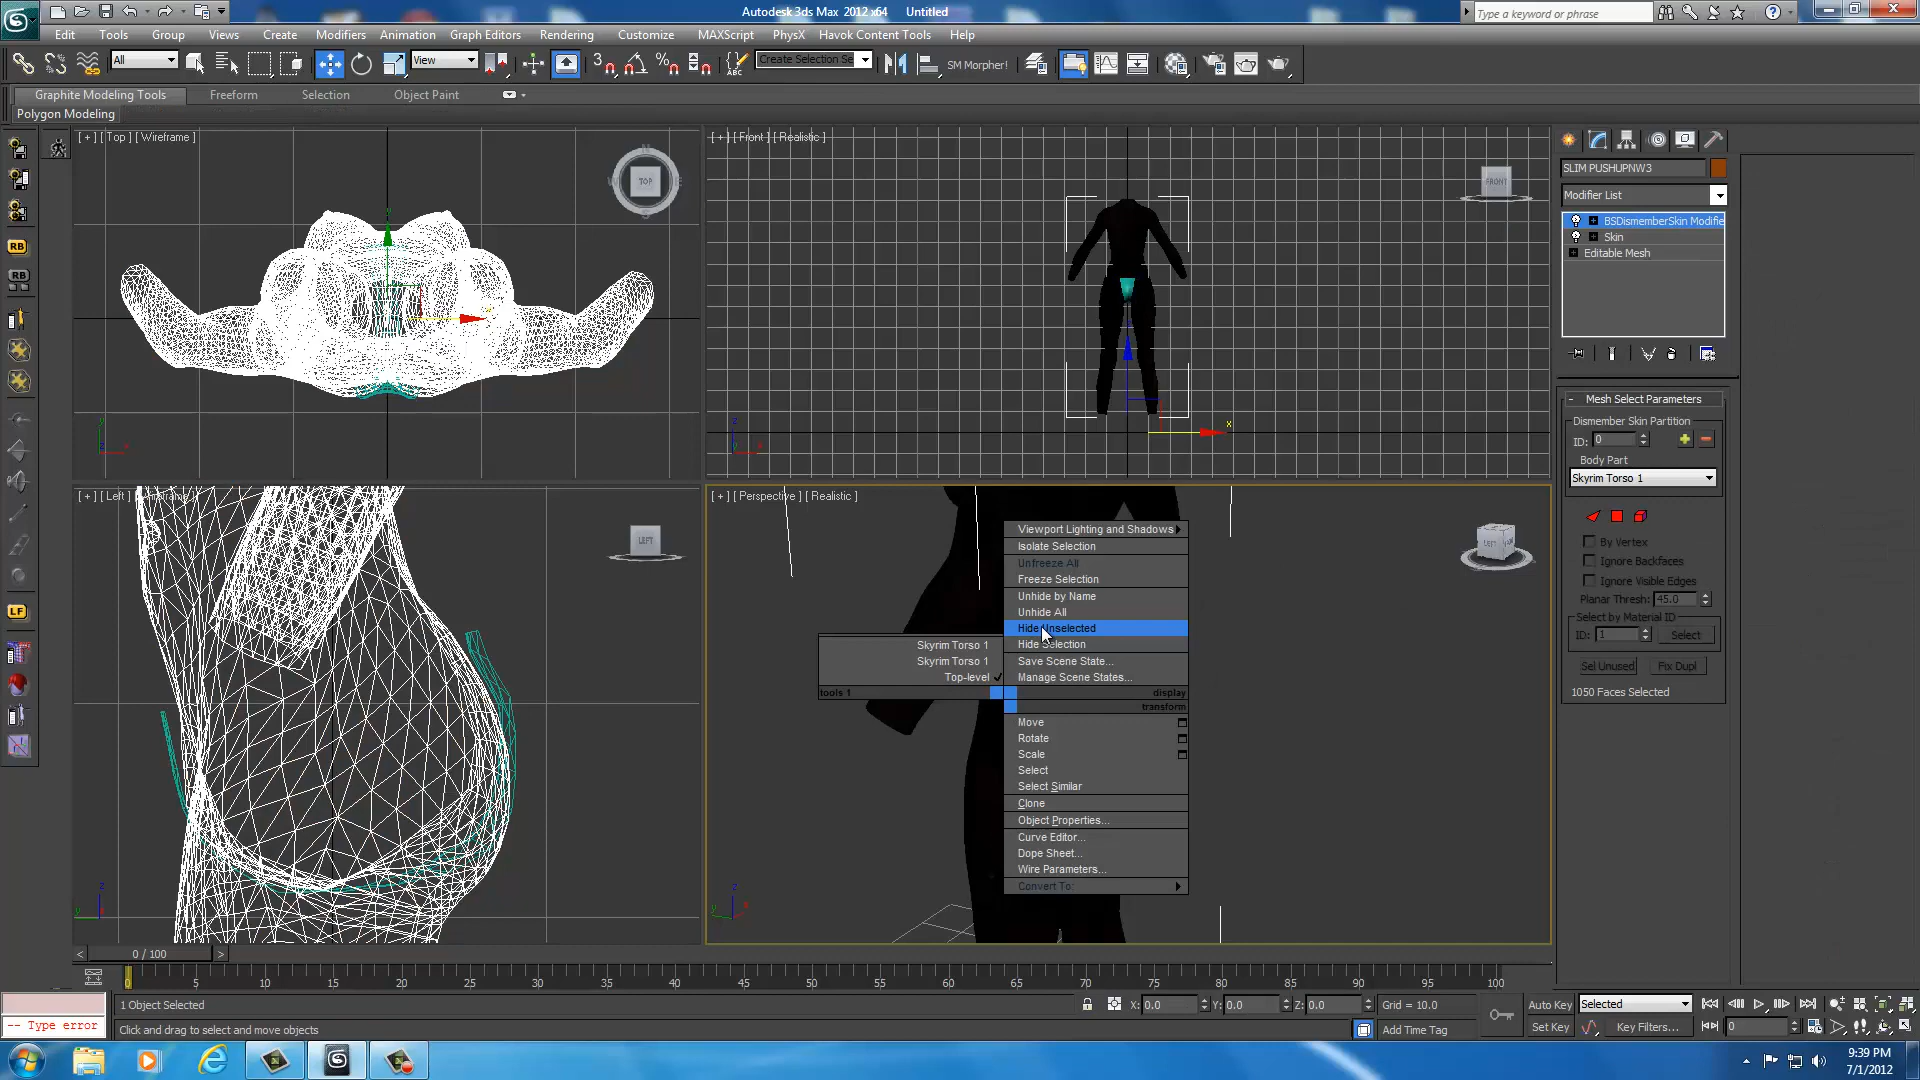 Autodesk 3ds Max 2012 x64 Untitled
Type a keyword or phrase
Edit Tools Group Views Create Modifiers Animation Graph Editors Rendering Customize MAXScript PhysX Havok Content Tools Help
All
View
Create Selection Se
SM Morpher!
Graphite Modeling Tools Freeform Selection Object Paint
Polygon Modeling
[ + ] [ Top ] [ Wireframe ]
TOP
[ + ] [ Front ] [ Realistic ]
FRONT
x
SLIM PUSHUPNW3
Modifier List
BSDismemberSkin Modifie
Skin
Editable Mesh
Mesh Select Parameters
Dismember Skin Partition
ID: 0
Body Part
Skyrim Torso 1
By Vertex
Ignore Backfaces
Ignore Visible Edges
Planar Thresh: 45.0
Select by Material ID
ID: 1 Select
Sel Unused Fix Dupl
1050 Faces Selected
RB
RB
LF
[ + ] [ Left ]
LEFT
[ + ] [ Perspective ] [ Realistic ]
LEFT
Viewport Lighting and Shadows
Isolate Selection
Unfreeze All
Freeze Selection
Unhide by Name
Unhide All
Hide Unselected
Hide Selection
Save Scene State...
Manage Scene States...
display
transform
Skyrim Torso 1
Skyrim Torso 1
Top-level
tools 1
Move
Rotate
Scale
Select
Select Similar
Clone
Object Properties...
Curve Editor...
Dope Sheet...
Wire Parameters...
Convert To:
< 0 / 100 >
0 5 10 15 20 25 30 35 40 45 50 55 60 65 70 75 80 85 90 95 100
1 Object Selected
X: 0.0 Y: 0.0 Z: 0.0 Grid = 10.0
Auto Key Selected
-- Type error
Click and drag to select and move objects
Add Time Tag
Set Key Key Filters...
0
9:39 PM
7/1/2012